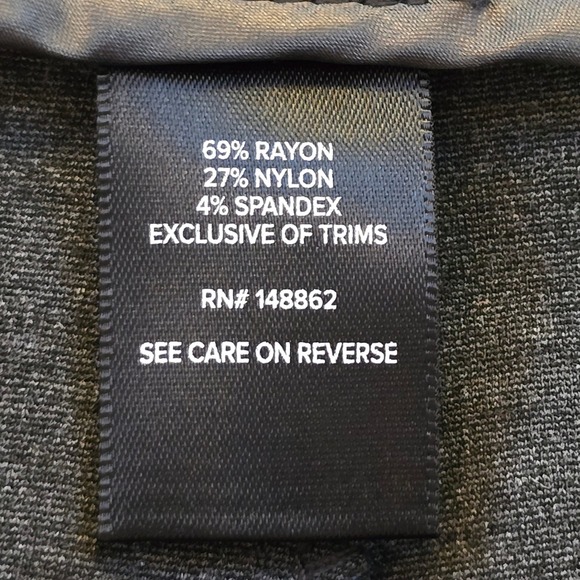 69% RAYON
27% NYLON
4% SPANDEX
EXCLUSIVE OF TRIMS
RN# 148862
SEE CARE ON REVERSE